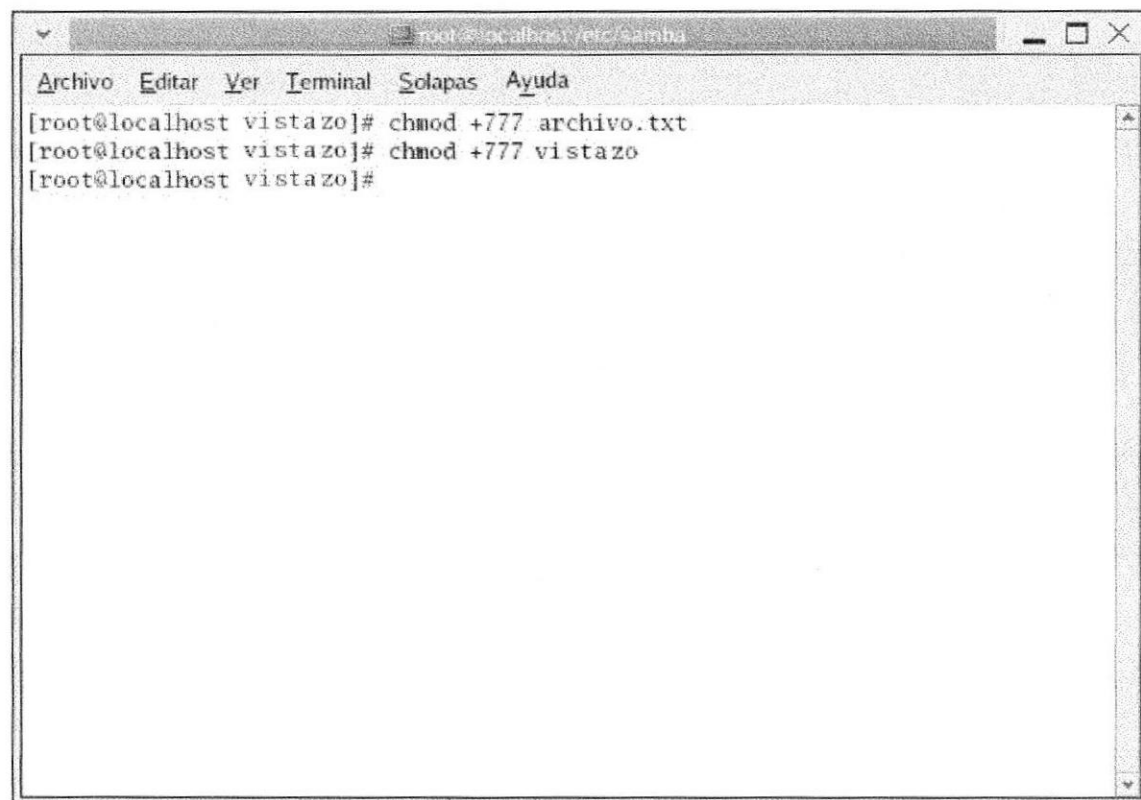 root@localhost:/etc/samba
Archivo Editar Ver Terminal Solapas Ayuda
[root@localhost vistazo]# chmod +777 archivo.txt
[root@localhost vistazo]# chmod +777 vistazo
[root@localhost vistazo]#